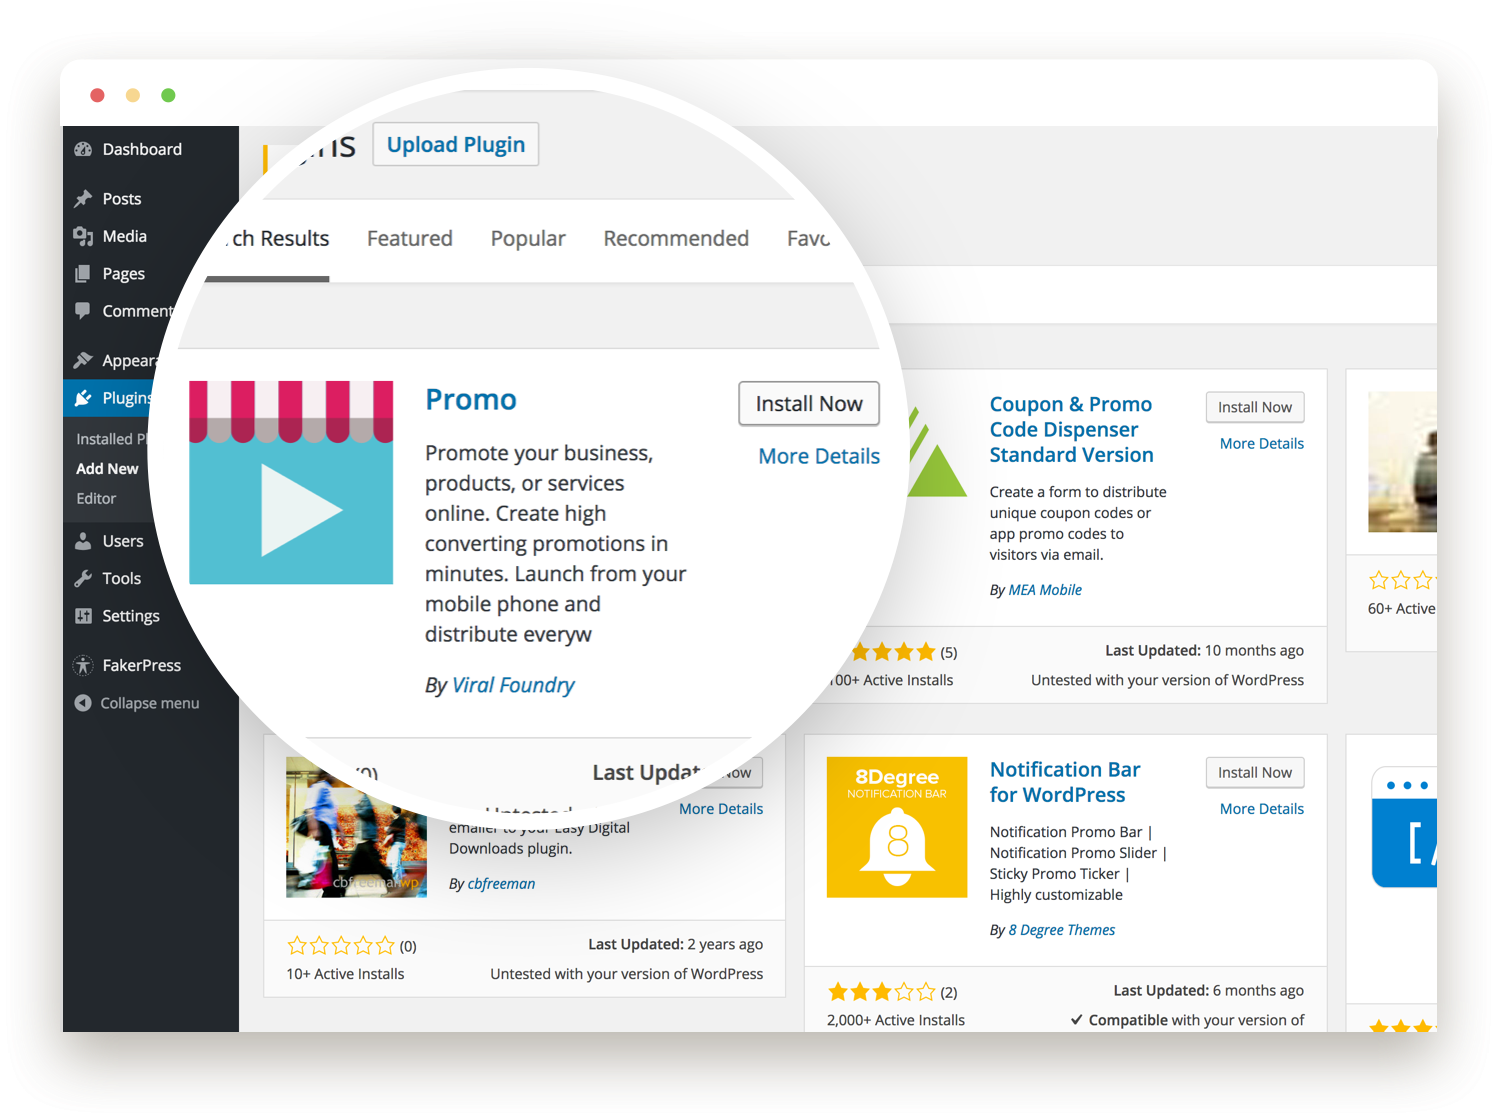 Dashboard
Posts
Media
Pages
Comment
Appeara
Plugins
Installed Pl
Add New
Editor
Users
Tools
Settings
FakerPress
Collapse menu
Upload Plugin
rch Results
Featured
Popular
Recommended
Favo
Promo
Install Now
More Details
Promote your business,
products, or services
online. Create high
converting promotions in
minutes. Launch from your
mobile phone and
distribute everyw
By Viral Foundry
(0)
Last Updat
Coupon & Promo
Code Dispenser
Standard Version
Install Now
More Details
Create a form to distribute
unique coupon codes or
app promo codes to
visitors via email.
By MEA Mobile
(5)
Last Updated: 10 months ago
100+ Active Installs
Untested with your version of WordPress
60+ Active
Now
More Details
emailer to your Easy Digital
Downloads plugin.
cbfreemanwp
By cbfreeman
(0)
Last Updated: 2 years ago
10+ Active Installs
Untested with your version of WordPress
8Degree
NOTIFICATION BAR
8
Notification Bar
for WordPress
Install Now
More Details
Notification Promo Bar |
Notification Promo Slider |
Sticky Promo Ticker |
Highly customizable
By 8 Degree Themes
(2)
Last Updated: 6 months ago
2,000+ Active Installs
Compatible with your version of